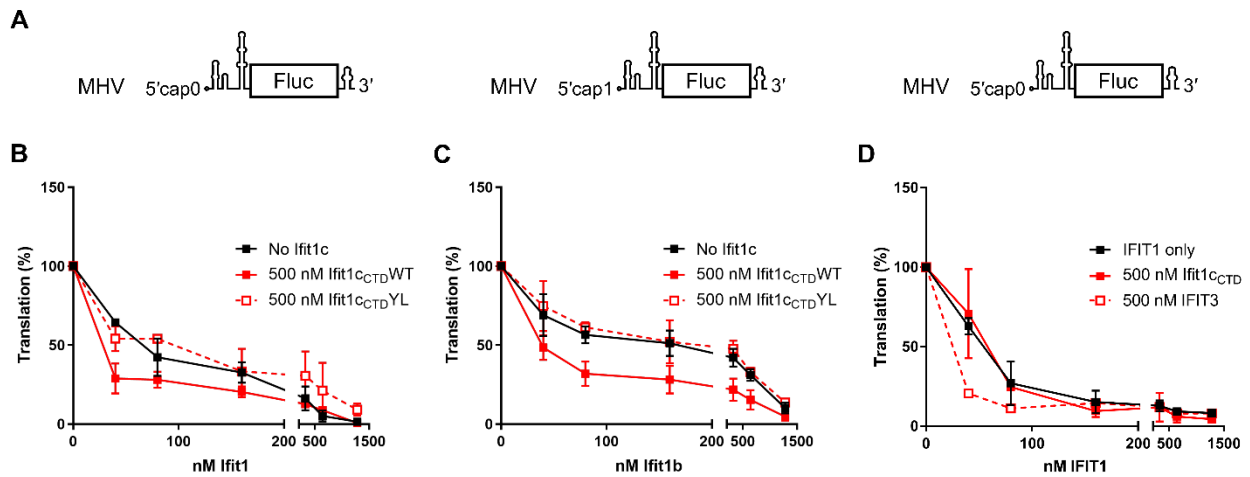 A
MHV 5′cap0 Fluc 3′
MHV 5′cap1 Fluc 3′
MHV 5′cap0 Fluc 3′
B
Translation (%)
150
100
50
0
No Ifit1c
500 nM Ifit1cCTDWT
500 nM Ifit1cCTDYL
0 100 200 500 1500
nM Ifit1
C
Translation (%)
150
100
50
0
No Ifit1c
500 nM Ifit1cCTDWT
500 nM Ifit1cCTDYL
0 100 200 500 1500
nM Ifit1b
D
Translation (%)
150
100
50
0
IFIT1 only
500 nM Ifit1cCTD
500 nM IFIT3
0 100 200 500 1500
nM IFIT1